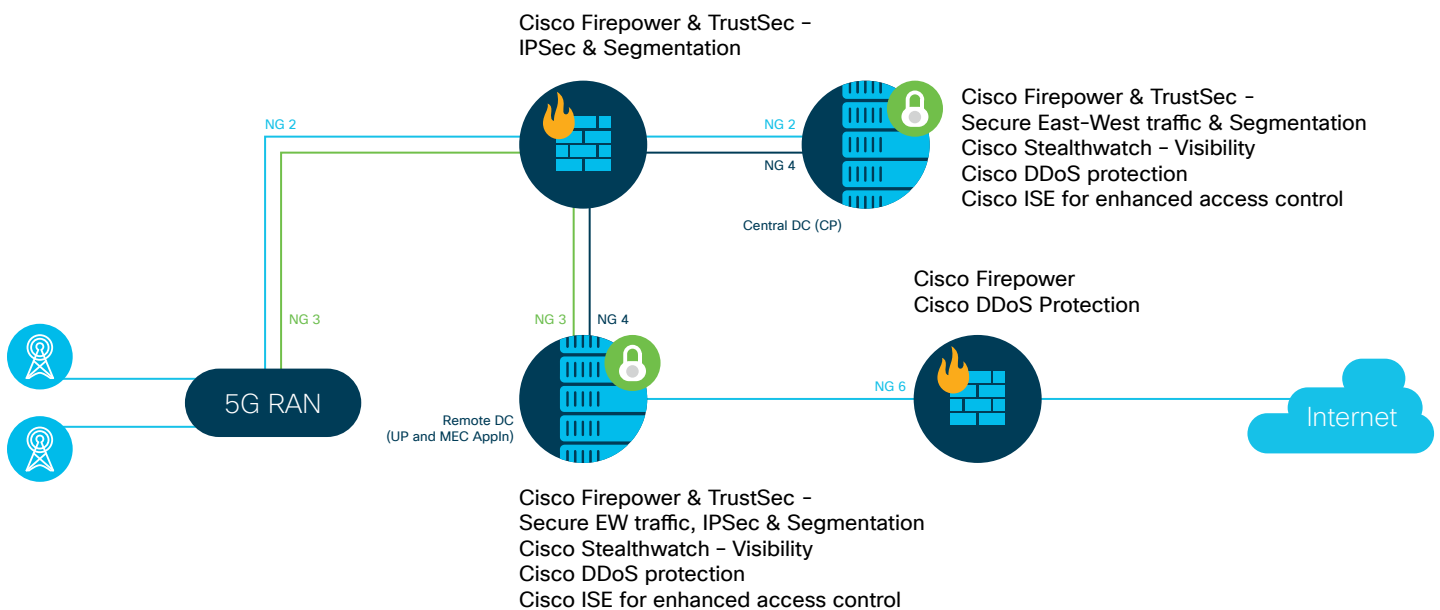 Cisco Firepower & TrustSec –
IPSec & Segmentation
NG 2
NG 2
NG 4
Cisco Firepower & TrustSec –
Secure East-West traffic & Segmentation
Cisco Stealthwatch – Visibility
Cisco DDoS protection
Cisco ISE for enhanced access control
Central DC (CP)
Cisco Firepower
Cisco DDoS Protection
NG 3
NG 3
NG 4
5G RAN
Remote DC
(UP and MEC AppIn)
NG 6
Internet
Cisco Firepower & TrustSec –
Secure EW traffic, IPSec & Segmentation
Cisco Stealthwatch – Visibility
Cisco DDoS protection
Cisco ISE for enhanced access control